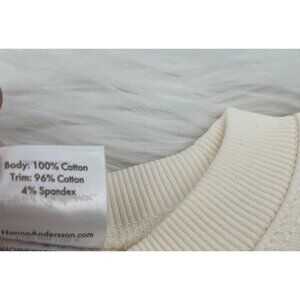 Body: 100% Cotton
Trim: 96% Cotton
4% Spandex
HannaAndersson.com